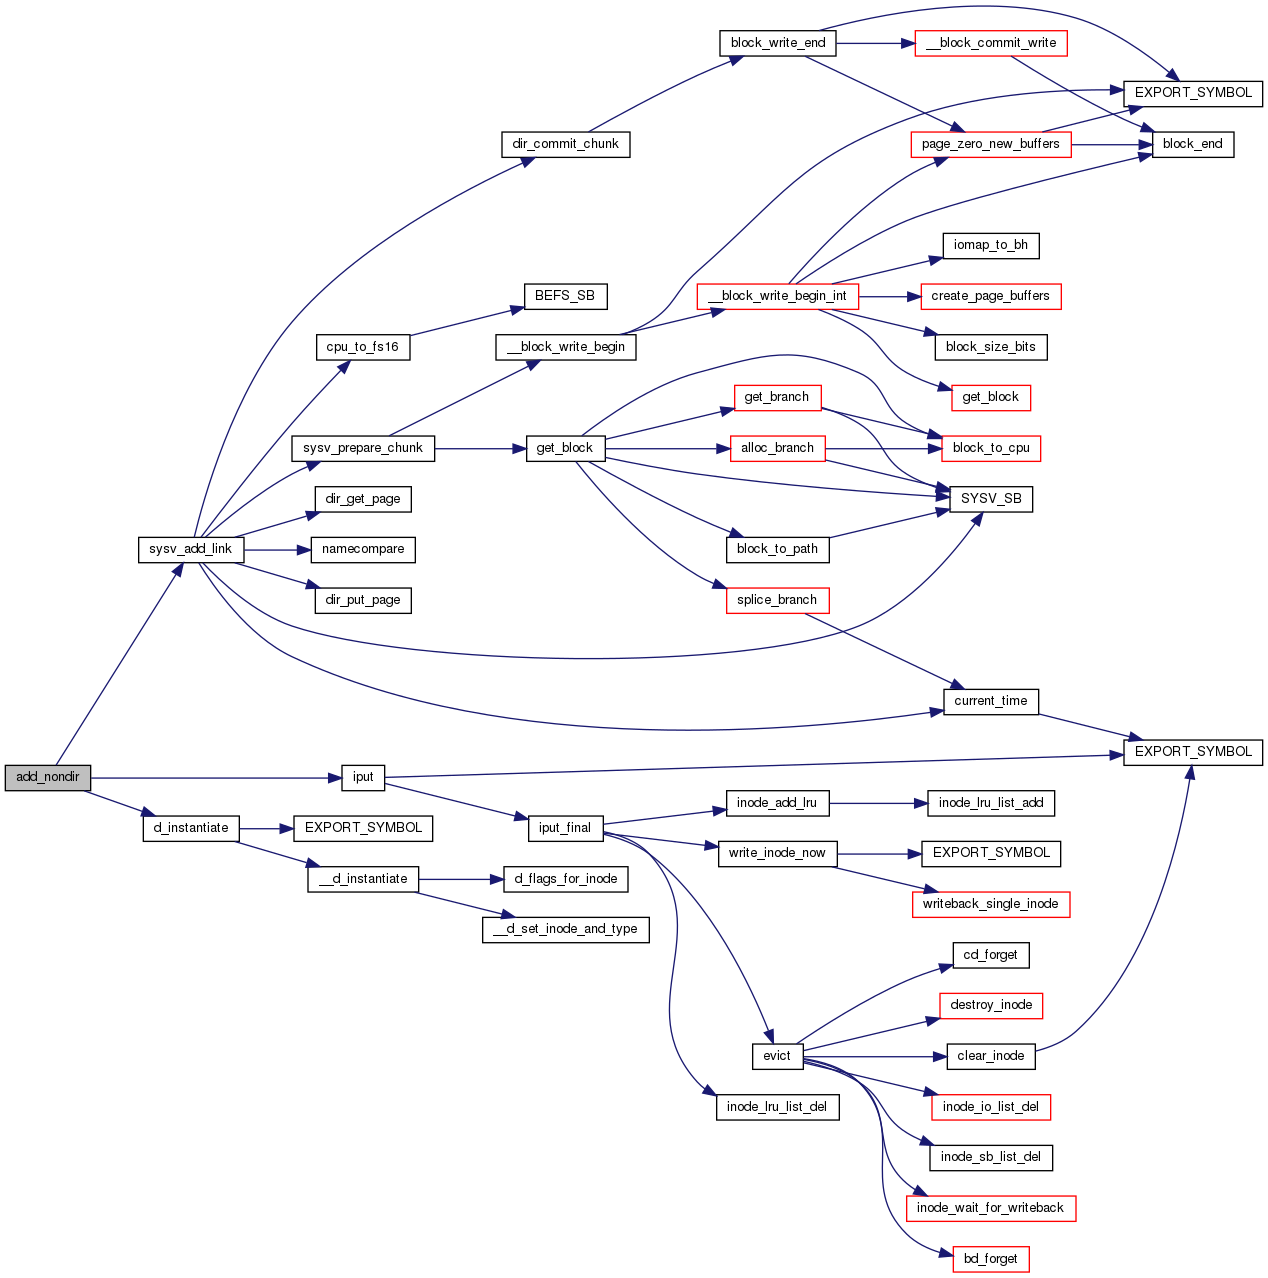 block_write_end
__block_commit_write
EXPORT_SYMBOL
dir_commit_chunk
page_zero_new_buffers
block_end
iomap_to_bh
BEFS_SB
__block_write_begin_int
create_page_buffers
cpu_to_fs16
__block_write_begin
block_size_bits
get_branch
get_block
sysv_prepare_chunk
get_block
alloc_branch
block_to_cpu
dir_get_page
SYSV_SB
sysv_add_link
namecompare
block_to_path
dir_put_page
splice_branch
current_time
EXPORT_SYMBOL
add_nondir
iput
inode_add_lru
inode_lru_list_add
d_instantiate
EXPORT_SYMBOL
iput_final
write_inode_now
EXPORT_SYMBOL
__d_instantiate
d_flags_for_inode
writeback_single_inode
__d_set_inode_and_type
cd_forget
destroy_inode
evict
clear_inode
inode_lru_list_del
inode_io_list_del
inode_sb_list_del
inode_wait_for_writeback
bd_forget